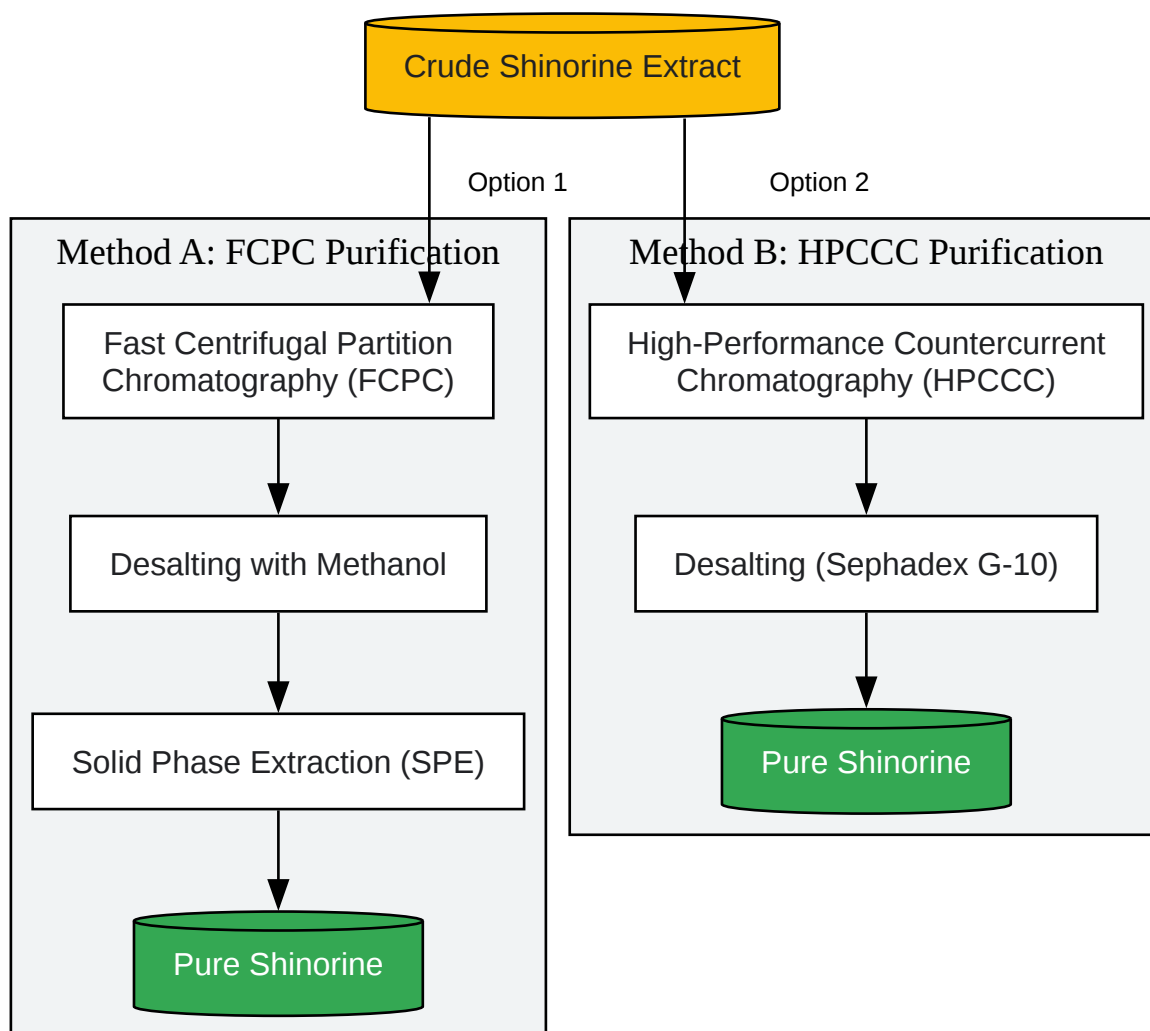 Crude Shinorine Extract
Option 1
Option 2
Method A: FCPC Purification
Fast Centrifugal Partition
Chromatography (FCPC)
Desalting with Methanol
Solid Phase Extraction (SPE)
Pure Shinorine
Method B: HPCCC Purification
High-Performance Countercurrent
Chromatography (HPCCC)
Desalting (Sephadex G-10)
Pure Shinorine